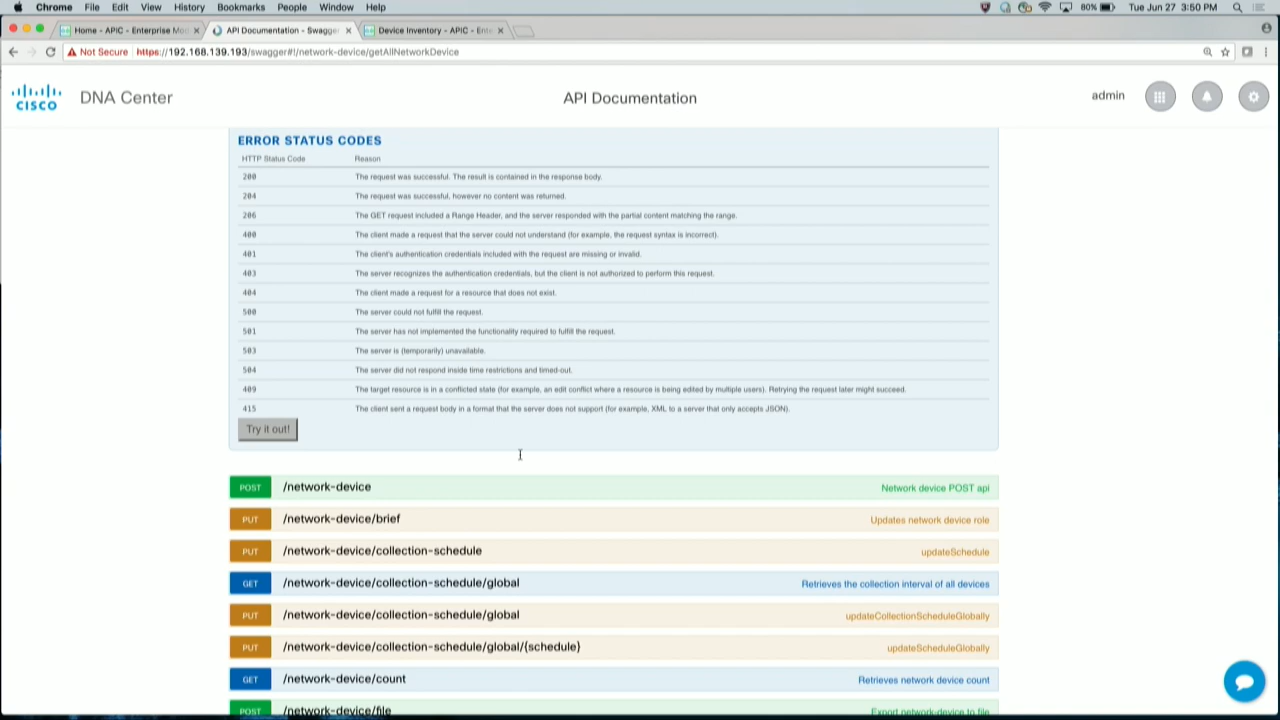 Chrome File Edit View History Bookmarks People Window Help 80% Tue Jun 27 3:50 PM
Home - APIC - Enterprise Mod × API Documentation - Swagger × Device Inventory - APIC - Ente ×
Not Secure https://192.168.139.193/swagger#!/network-device/getAllNetworkDevice
CISCO DNA Center API Documentation admin
ERROR STATUS CODES
HTTP Status Code Reason
200 The request was successful. The result is contained in the response body.
204 The request was successful, however no content was returned.
206 The GET request included a Range Header, and the server responded with the partial content matching the range.
400 The client made a request that the server could not understand (for example, the request syntax is incorrect).
401 The client's authentication credentials included with the request are missing or invalid.
403 The server recognizes the authentication credentials, but the client is not authorized to perform this request.
404 The client made a request for a resource that does not exist.
500 The server could not fulfill the request.
501 The server has not implemented the functionality required to fulfill the request.
503 The server is (temporarily) unavailable.
504 The server did not respond inside time restrictions and timed-out.
409 The target resource is in a conflicted state (for example, an edit conflict where a resource is being edited by multiple users). Retrying the request later might succeed.
415 The client sent a request body in a format that the server does not support (for example, XML to a server that only accepts JSON).
Try it out!
POST /network-device Network device POST api
PUT /network-device/brief Updates network device role
PUT /network-device/collection-schedule updateSchedule
GET /network-device/collection-schedule/global Retrieves the collection interval of all devices
PUT /network-device/collection-schedule/global updateCollectionScheduleGlobally
PUT /network-device/collection-schedule/global/{schedule} updateScheduleGlobally
GET /network-device/count Retrieves network device count
POST /network-device/file Export network-device to file